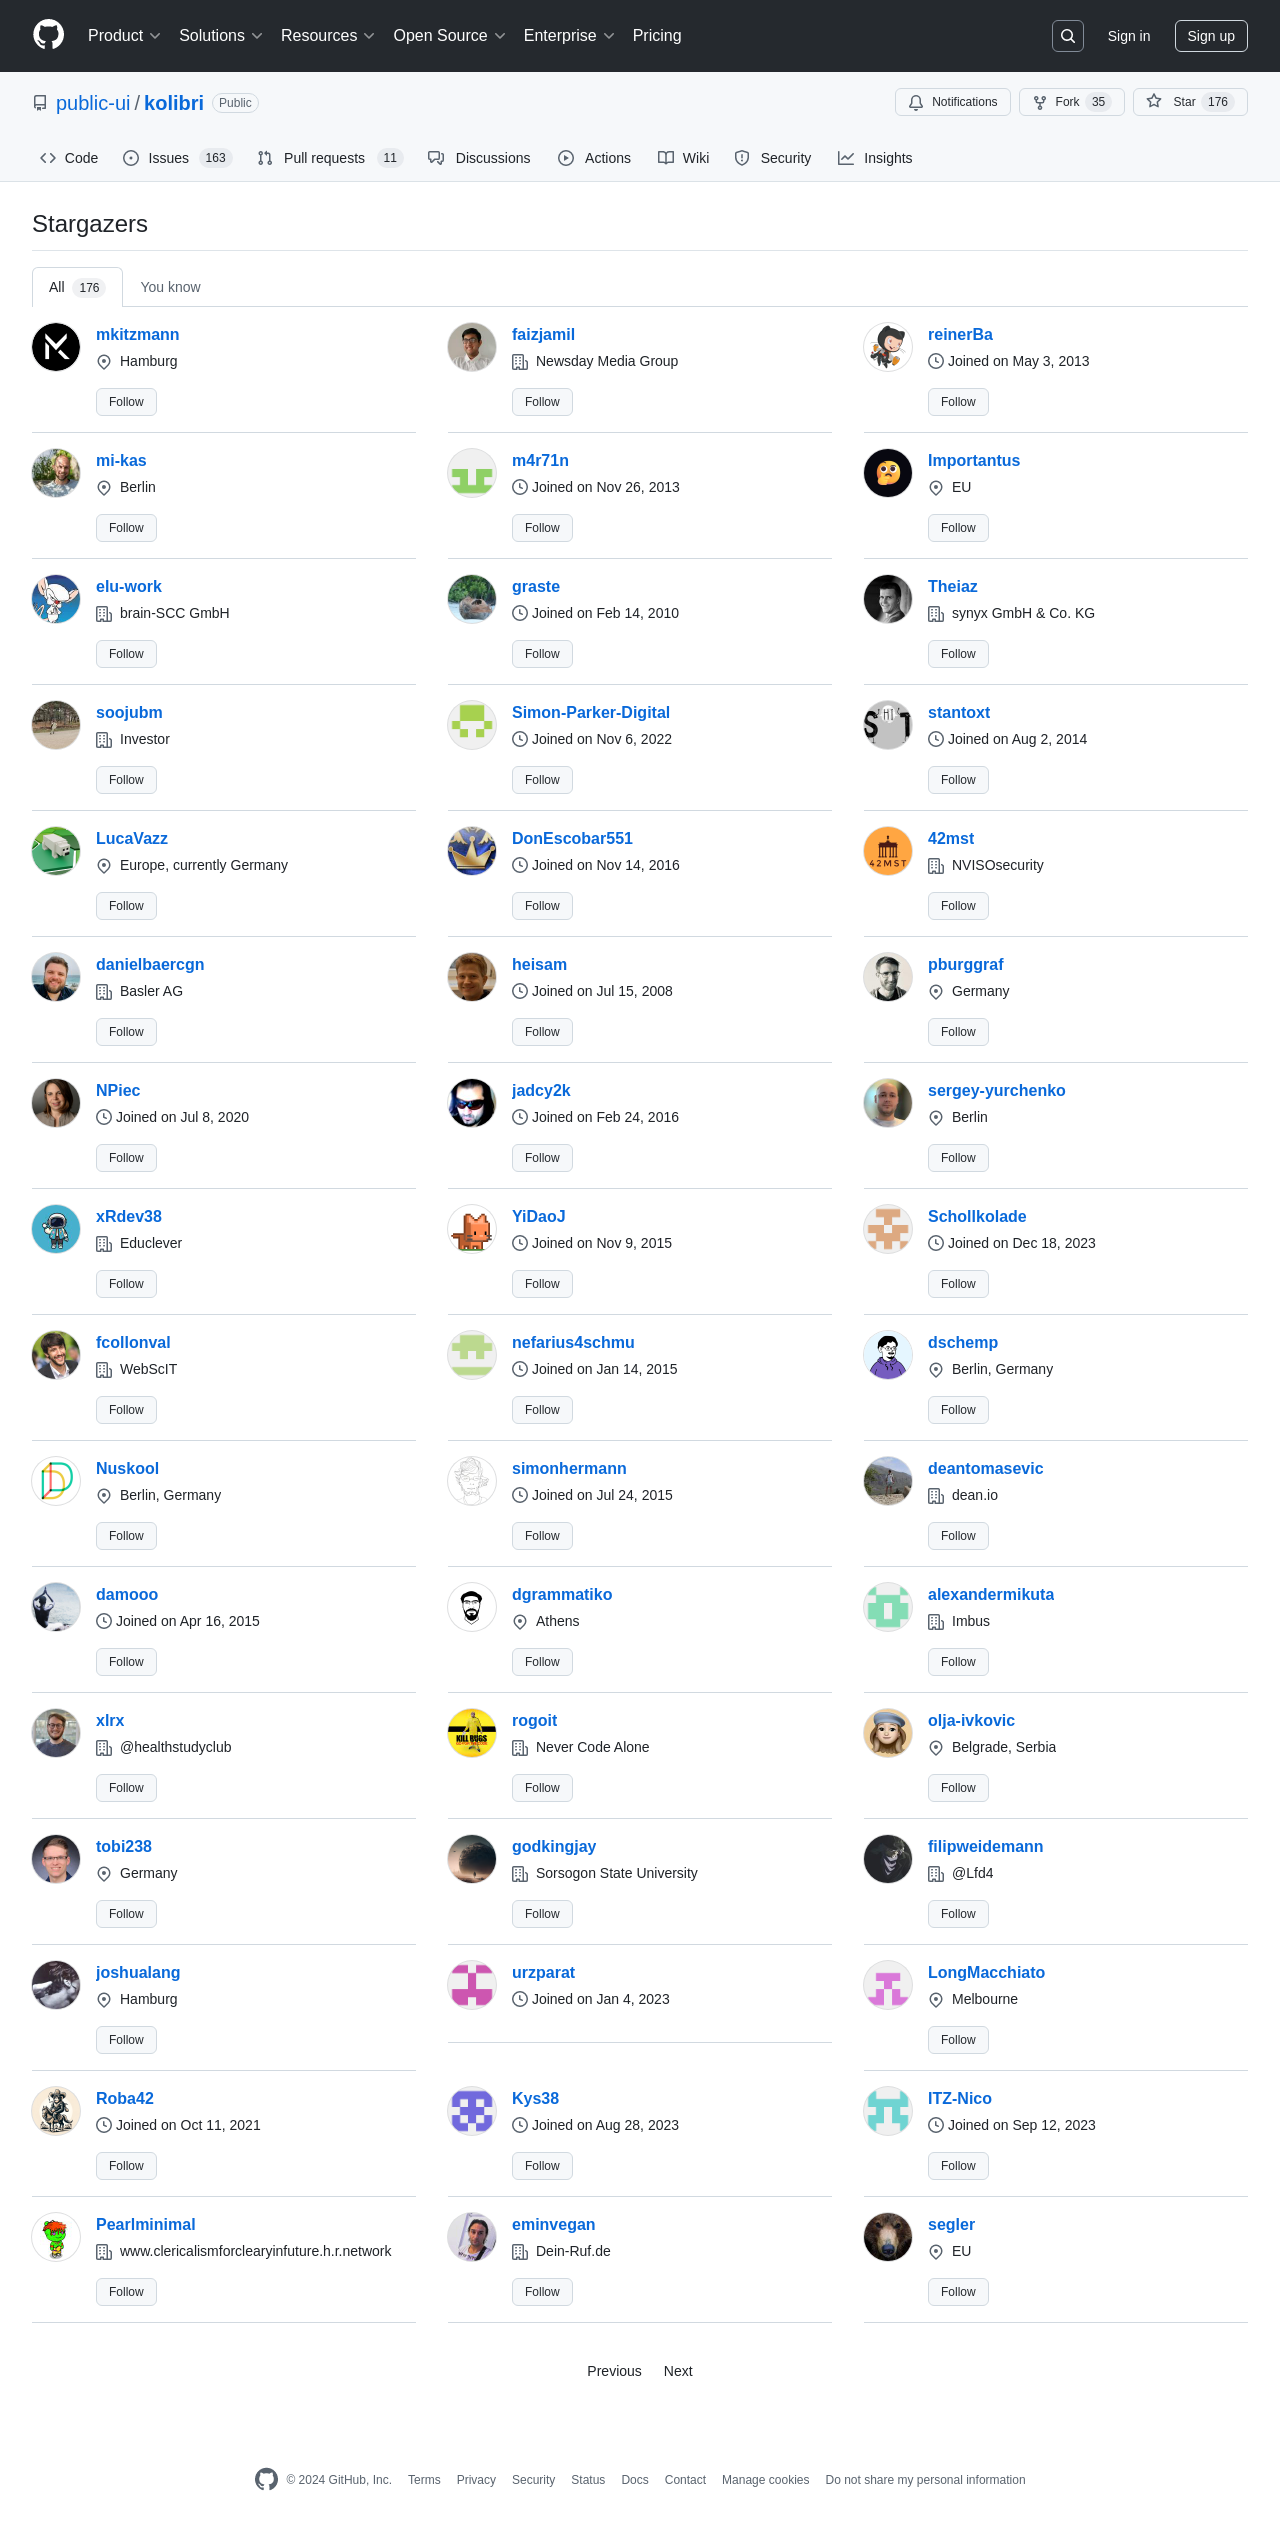 Product Solutions Resources Open Source Enterprise Pricing Sign in Sign up
public-ui / kolibri Public Notifications Fork 35 Star 176
Code Issues 163 Pull requests 11 Discussions Actions Wiki Security Insights
Stargazers
All 176 You know
mkitzmann faizjamil reinerBa
Hamburg Newsday Media Group Joined on May 3, 2013
Follow Follow Follow
mi-kas m4r71n Importantus
Berlin Joined on Nov 26, 2013 EU
Follow Follow Follow
elu-work graste Theiaz
brain-SCC GmbH Joined on Feb 14, 2010 synyx GmbH & Co. KG
Follow Follow Follow
soojubm Simon-Parker-Digital stantoxt
Investor Joined on Nov 6, 2022 Joined on Aug 2, 2014
Follow Follow Follow
LucaVazz DonEscobar551 42mst
Europe, currently Germany Joined on Nov 14, 2016 NVISOsecurity
42MST
Follow Follow Follow
danielbaercgn heisam pburggraf
Basler AG Joined on Jul 15, 2008 Germany
Follow Follow Follow
NPiec jadcy2k sergey-yurchenko
Joined on Jul 8, 2020 Joined on Feb 24, 2016 Berlin
Follow Follow Follow
xRdev38 YiDaoJ Schollkolade
Educlever Joined on Nov 9, 2015 Joined on Dec 18, 2023
Follow Follow Follow
fcollonval nefarius4schmu dschemp
WebScIT Joined on Jan 14, 2015 Berlin, Germany
Follow Follow Follow
Nuskool simonhermann deantomasevic
Berlin, Germany Joined on Jul 24, 2015 dean.io
Follow Follow Follow
damooo dgrammatiko alexandermikuta
Joined on Apr 16, 2015 Athens Imbus
Follow Follow Follow
xlrx rogoit olja-ivkovic
@healthstudyclub KILL BUGS Never Code Alone Belgrade, Serbia
Follow Follow Follow
tobi238 godkingjay filipweidemann
Germany Sorsogon State University @Lfd4
Follow Follow Follow
joshualang urzparat LongMacchiato
Hamburg Joined on Jan 4, 2023 Melbourne
Follow Follow
Roba42 Kys38 ITZ-Nico
Joined on Oct 11, 2021 Joined on Aug 28, 2023 Joined on Sep 12, 2023
Follow Follow Follow
Pearlminimal eminvegan segler
www.clericalismforclearyinfuture.h.r.network Dein-Ruf.de EU
Follow Follow Follow
Previous Next
© 2024 GitHub, Inc. Terms Privacy Security Status Docs Contact Manage cookies Do not share my personal information